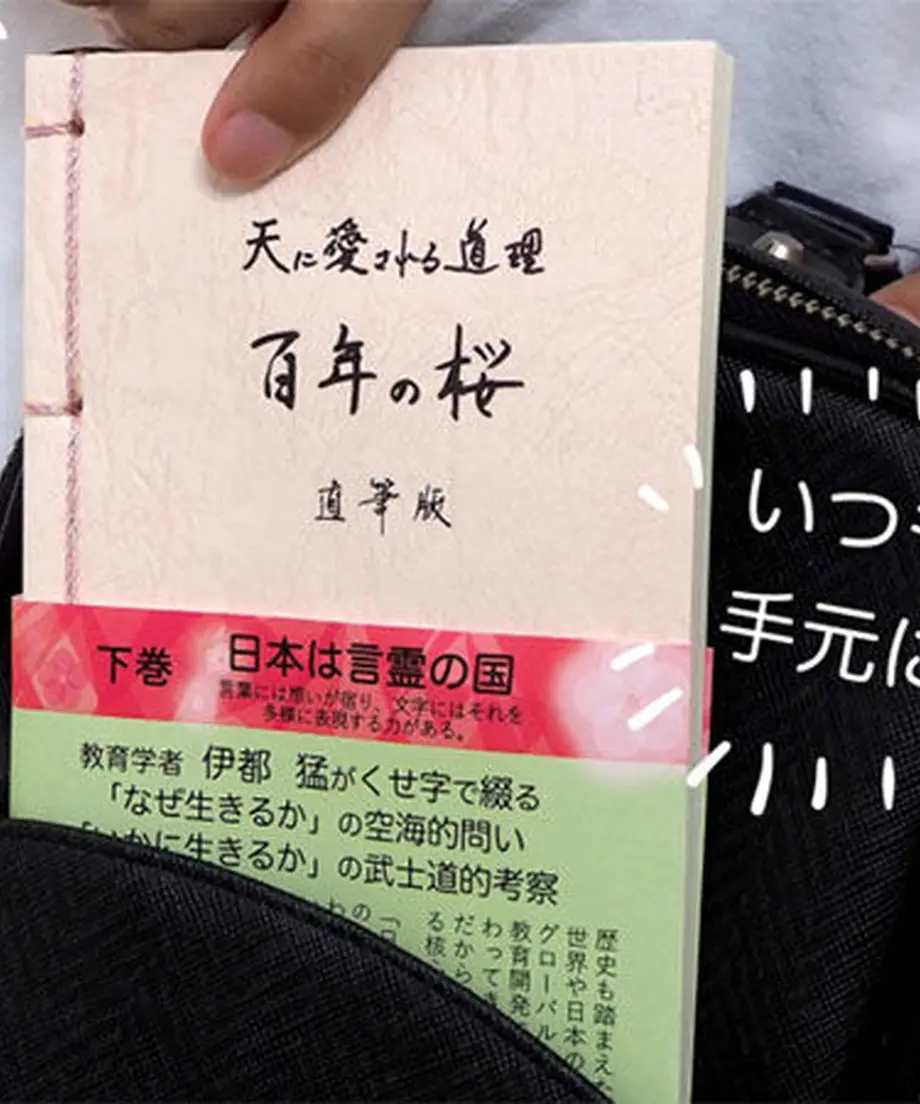 天に愛される道理
百年の桜
直筆版
下巻 日本は言霊の国
言葉には想いが宿り、文字にはそれを
多様に表現する力がある。
教育学者 伊都 猛がくせ字で綴る
「なぜ生きるか」の空海的問い
「いかに生きるか」の武士道的考察
歴史も踏まえな
世界や日本の
グローバル
教育開発
わって
だから
る核
いつ
手元は